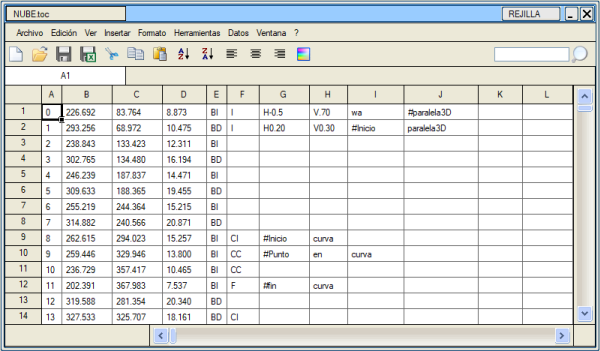 NUBE.toc REJILLA
Archivo Edición Ver Insertar Formato Herramientas Datos Ventana ?
A1
A B C D E F G H I J K L
1 0 226.692 83.764 8.873 BI I H-0.5 V.70 wa #paralela3D
2 1 293.256 68.972 10.475 BD I H0.20 V0.30 #Inicio paralela3D
3 2 238.843 133.423 12.311 BI
4 3 302.765 134.480 16.194 BD
5 4 246.239 187.837 14.471 BI
6 5 309.633 188.365 19.455 BD
7 6 255.219 244.364 15.215 BI
8 7 314.882 240.566 20.871 BD
9 8 262.615 294.023 15.257 BI CI #Inicio curva
10 9 259.446 329.946 13.800 BI CC #Punto en curva
11 10 236.729 357.417 10.465 BI CC
12 11 202.391 367.983 7.537 BI F #fin curva
13 12 319.588 281.354 20.340 BD
14 13 327.533 325.707 18.161 BD CI